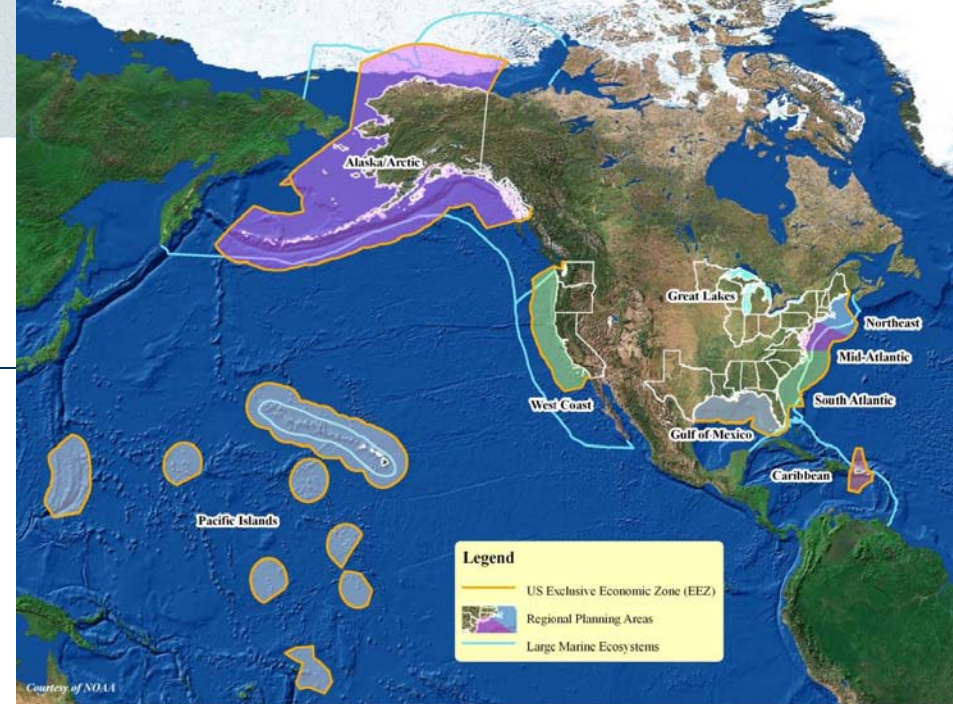 Alaska/Arctic
Great Lakes
Northeast
Mid-Atlantic
West Coast
South Atlantic
Gulf of Mexico
Caribbean
Pacific Islands
Legend
US Exclusive Economic Zone (EEZ)
Regional Planning Areas
Large Marine Ecosystems
Courtesy of NOAA